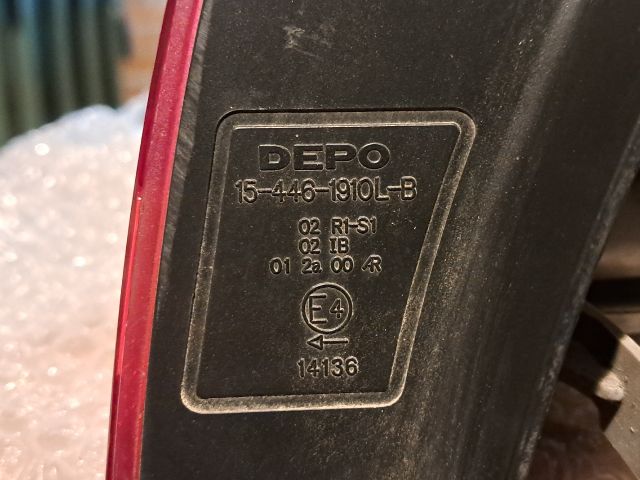 DEPO
15-446-1910L-B
02 R1-S1
02 IB
01 2a 00 AR
E4
14136